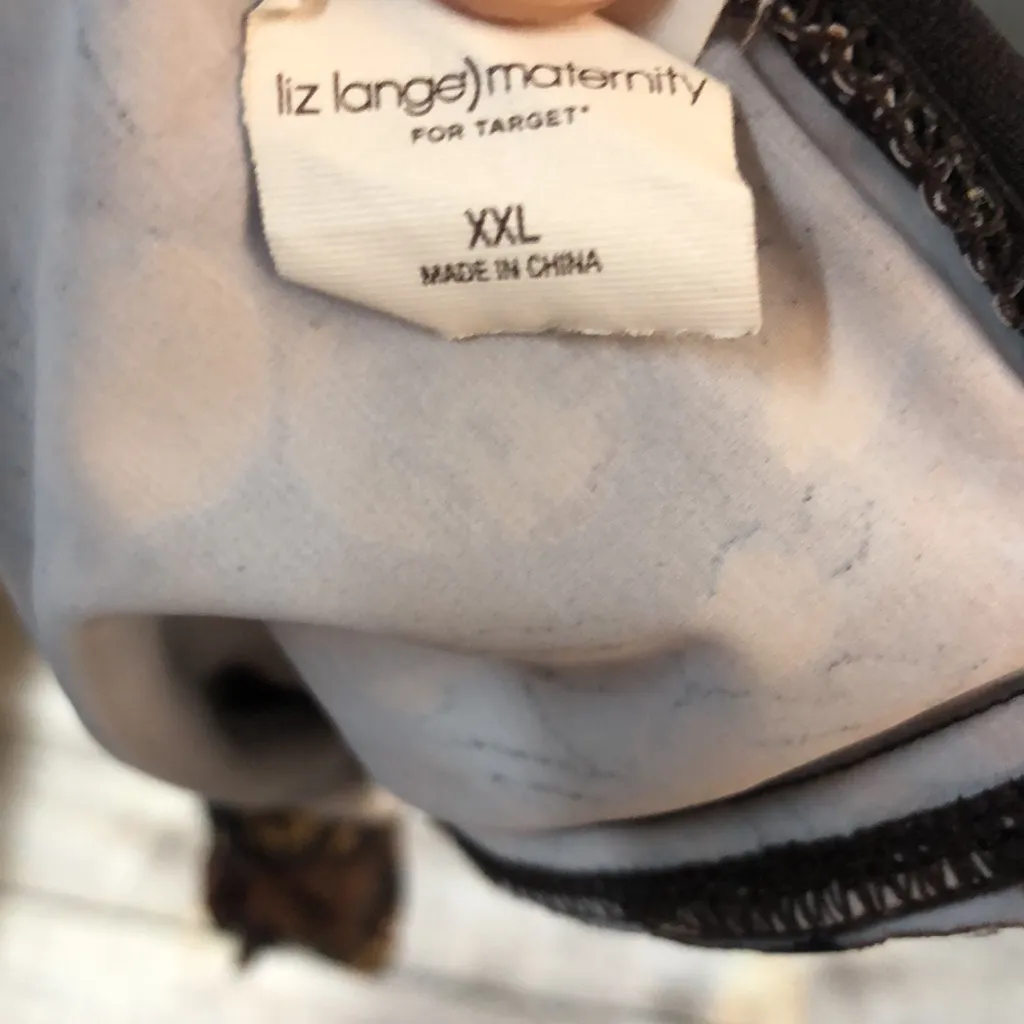 liz lange)maternity
FOR TARGET*
XXL
MADE IN CHINA